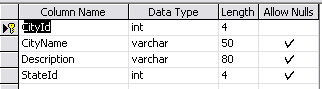 Column Name Data Type Length Allow Nulls
CityId int 4
CityName varchar 50
Description varchar 80
StateId int 4